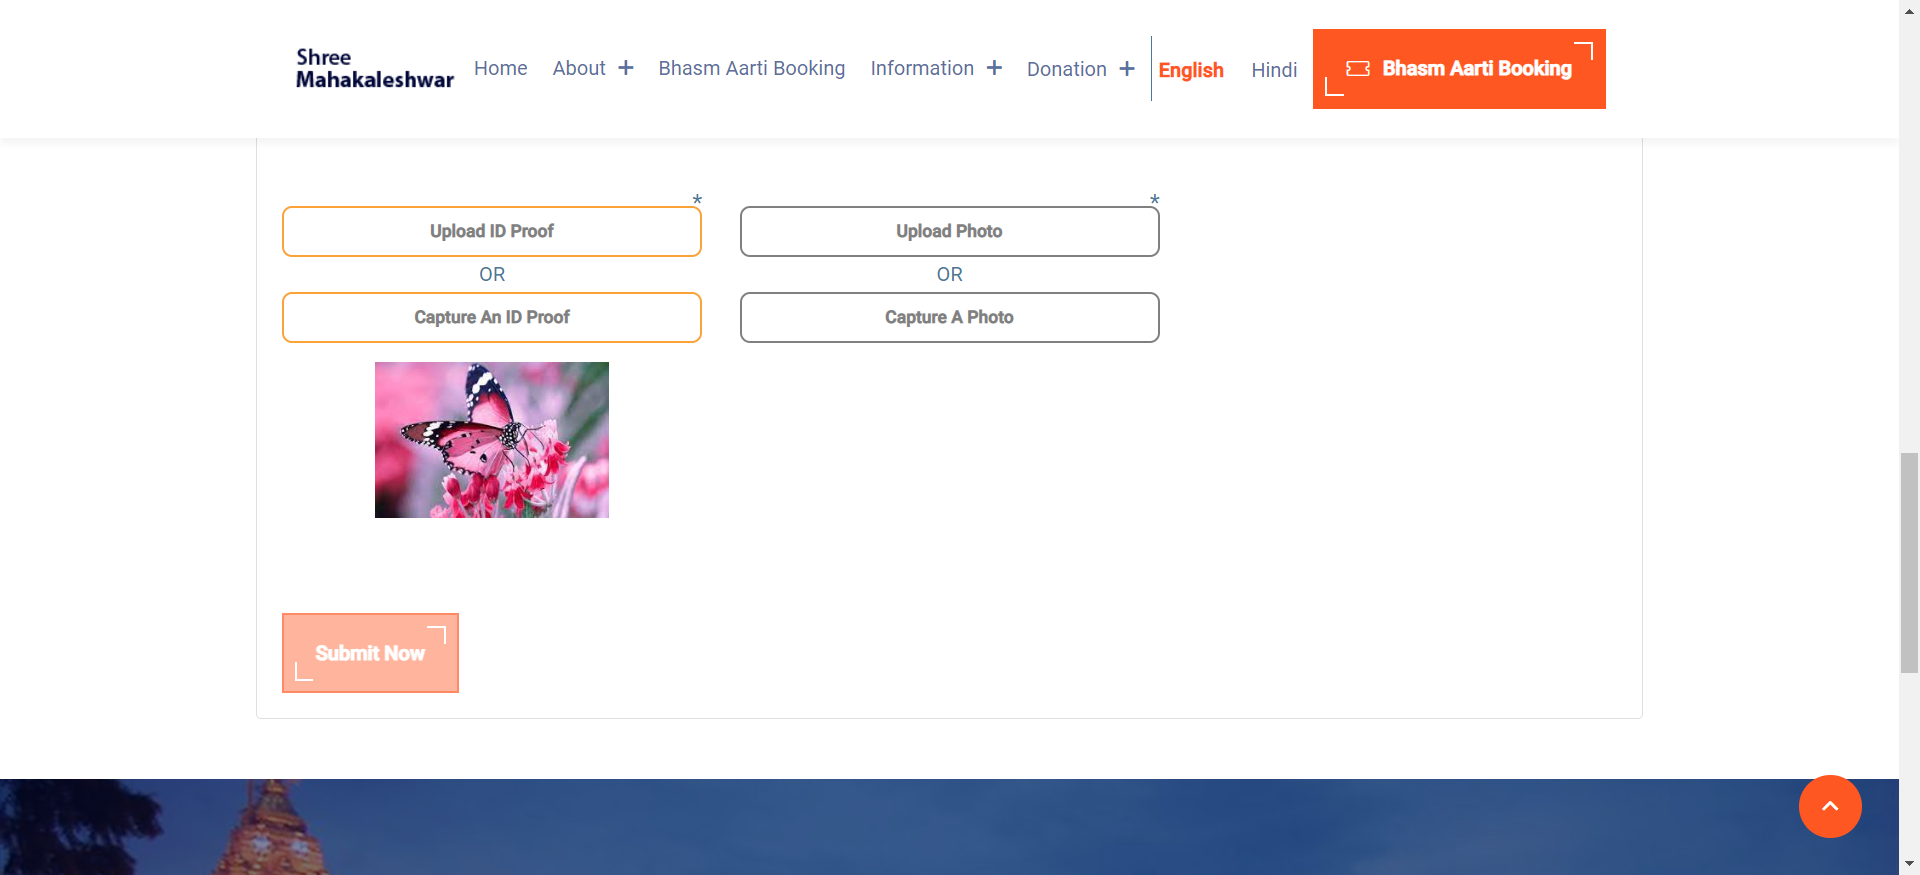 Shree
Mahakaleshwar
Home About + Bhasm Aarti Booking Information + Donation + English Hindi Bhasm Aarti Booking
* *
Upload ID Proof Upload Photo
OR OR
Capture An ID Proof Capture A Photo
Submit Now